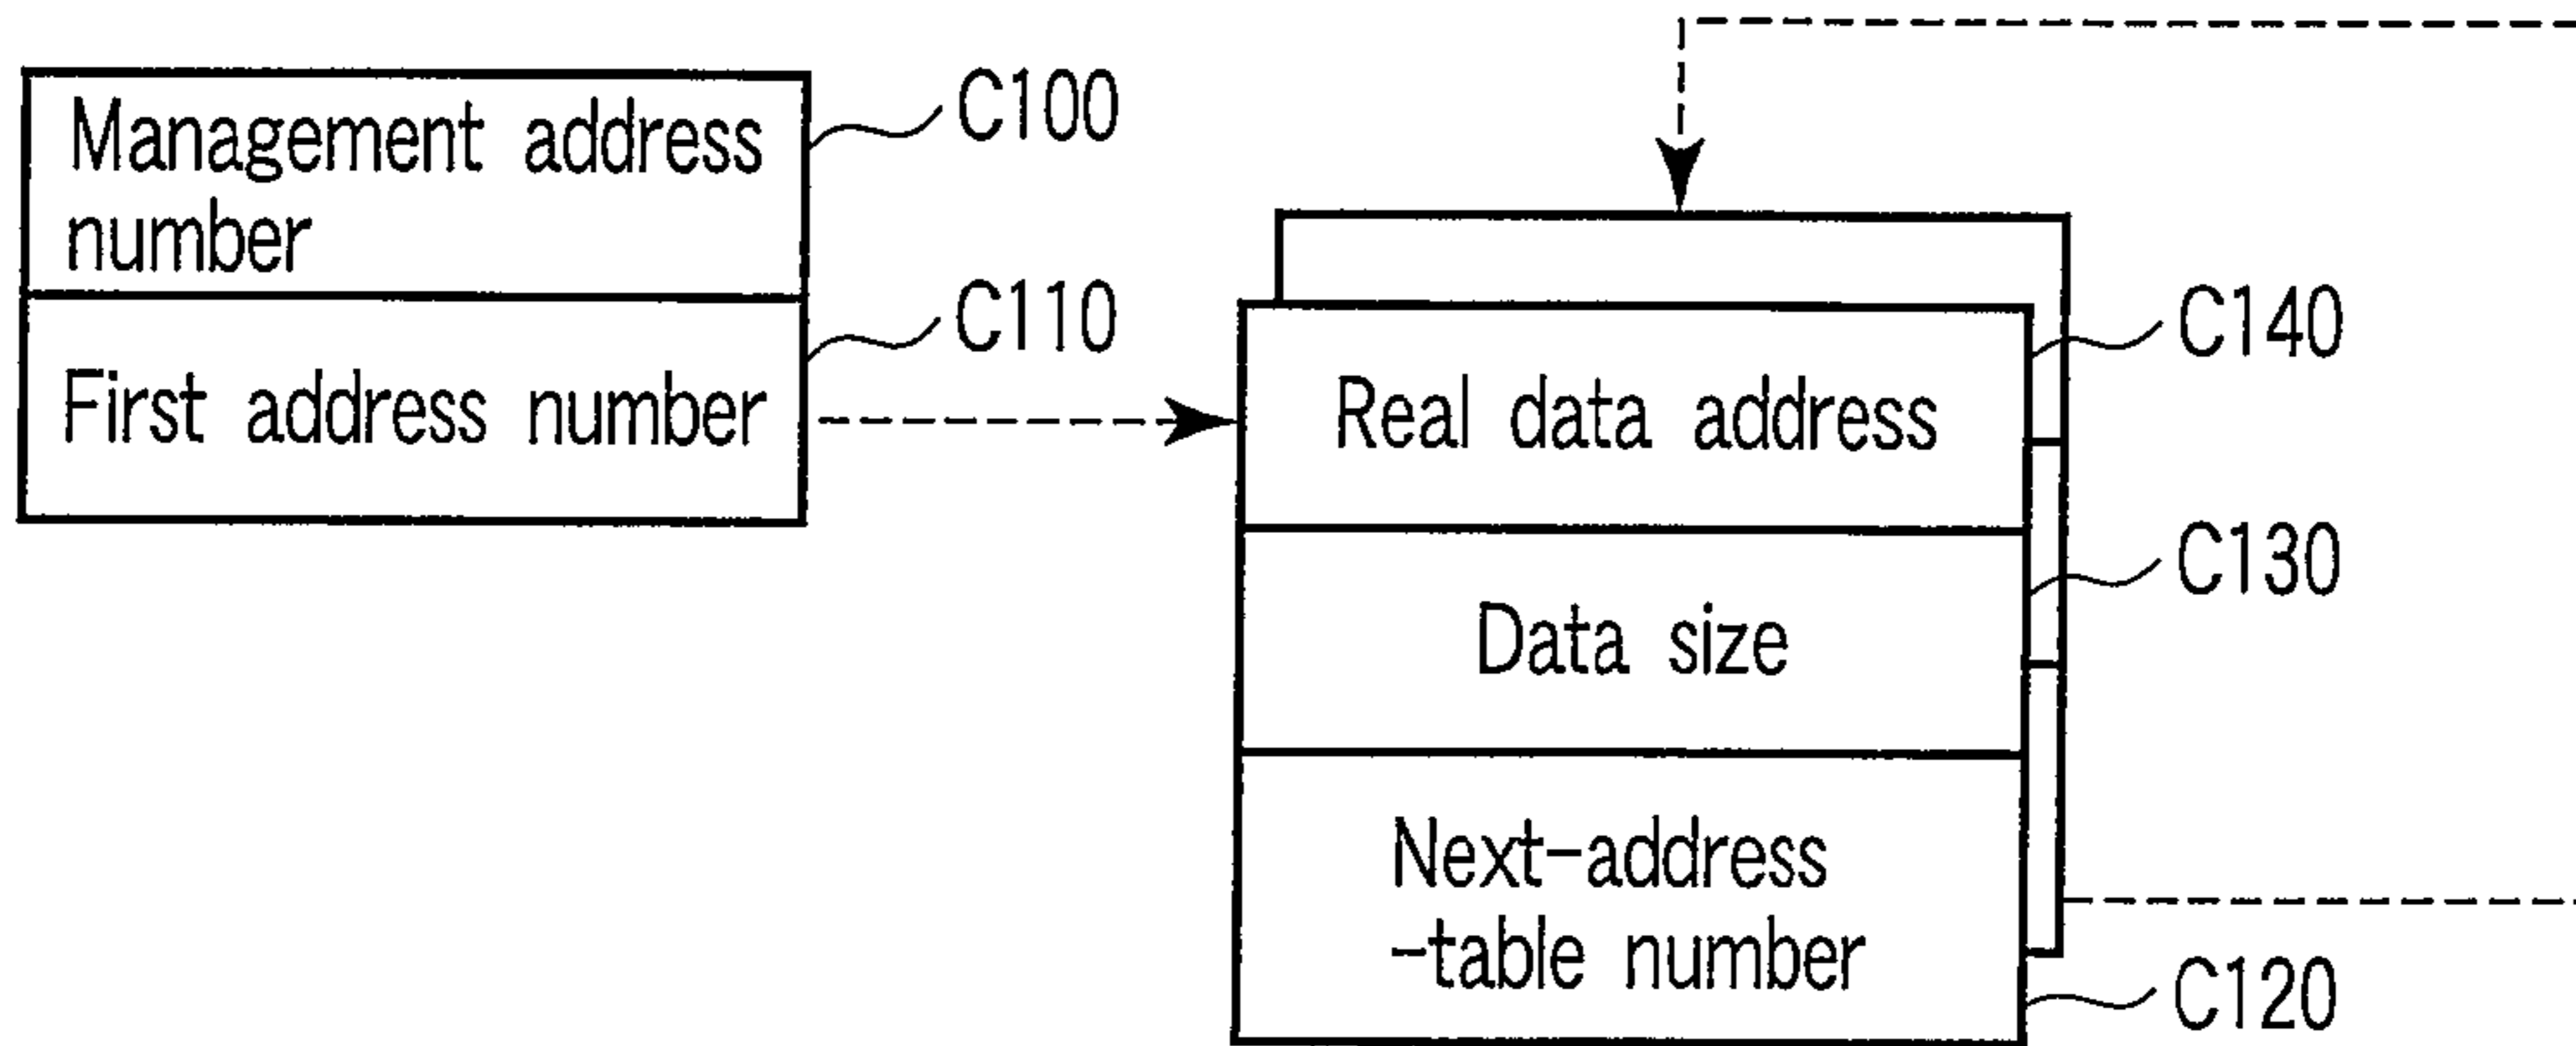 Management address
number
C100
First address number
C110
Real data address
C140
Data size
C130
Next-address
-table number
C120